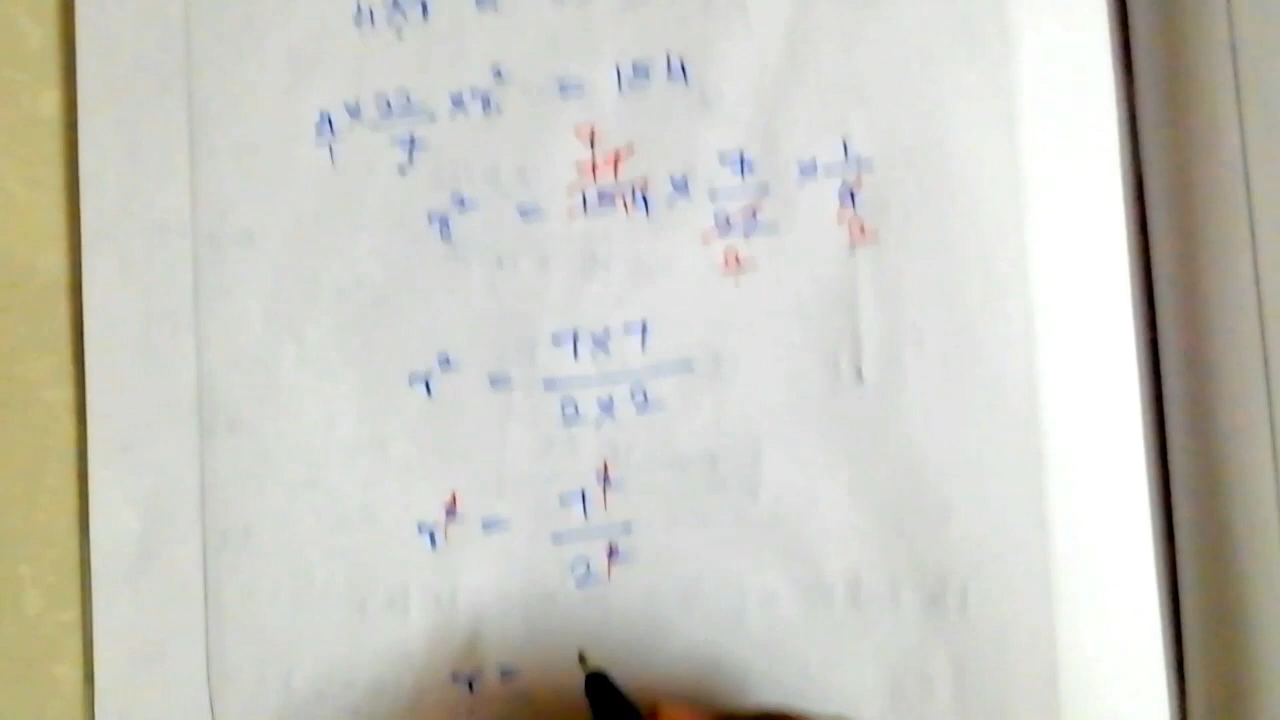 4/1 × 22/7 × r² = 154
r² = 154 × 7/22 × 1/4
r² = 7 × 7 / 2 × 2
r² = 7² / 2²
r =